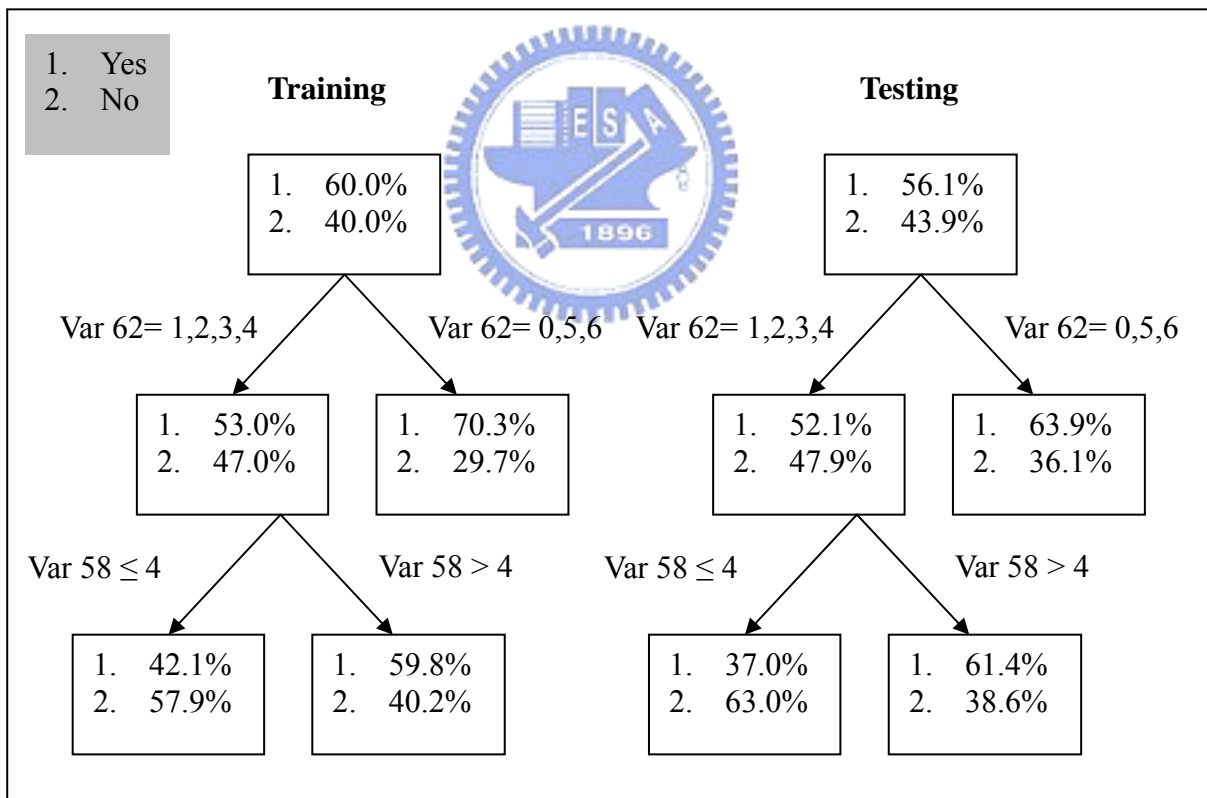 1. Yes
2. No
Training
Testing
E S A
1896
1. 60.0%
2. 40.0%
1. 56.1%
2. 43.9%
Var 62= 1,2,3,4
Var 62= 0,5,6
Var 62= 1,2,3,4
Var 62= 0,5,6
1. 53.0%
2. 47.0%
1. 70.3%
2. 29.7%
1. 52.1%
2. 47.9%
1. 63.9%
2. 36.1%
Var 58 ≤ 4
Var 58 > 4
Var 58 ≤ 4
Var 58 > 4
1. 42.1%
2. 57.9%
1. 59.8%
2. 40.2%
1. 37.0%
2. 63.0%
1. 61.4%
2. 38.6%